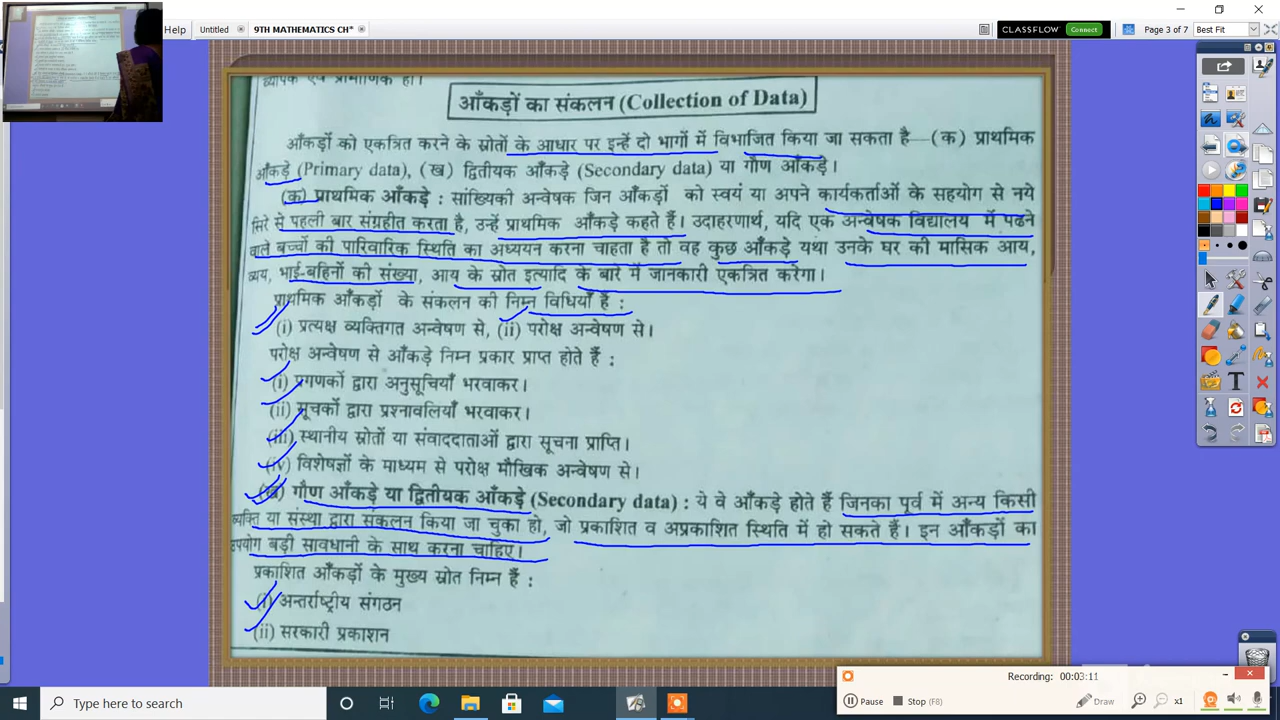 Help Untitled 9TH MATHEMATICS CH* CLASSFLOW Connect Page 3 of 7 Best Fit
आँकड़ों का संकलन (Collection of Data)
आँकड़ों को एकत्रित करने के स्रोतों के आधार पर इन्हें दो भागों में विभाजित किया जा सकता है—(क) प्राथमिक
आँकड़े (Primary data), (ख) द्वितीयक आँकड़े (Secondary data) या गौण आँकड़े।
(क) प्राथमिक आँकड़े : सांख्यिकी अन्वेषक जिन आँकड़ों को स्वयं या अपने कार्यकर्ताओं के सहयोग से नये
सिरे से पहली बार संग्रहीत करता है, उन्हें प्राथमिक आँकड़े कहते हैं। उदाहरणार्थ, यदि एक अन्वेषक विद्यालय में पढने
वाले बच्चों की पारिवारिक स्थिति का अध्ययन करना चाहता है तो वह कुछ आँकड़े यथा उनके घर की मासिक आय,
व्यय, भाई-बहिनों की संख्या, आय के स्रोत इत्यादि के बारे में जानकारी एकत्रित करेगा।
प्राथमिक आँकड़ों के संकलन की निम्न विधियाँ हैं :
(i) प्रत्यक्ष व्यक्तिगत अन्वेषण से, (ii) परोक्ष अन्वेषण से।
परोक्ष अन्वेषण से आँकड़े निम्न प्रकार प्राप्त होते हैं :
(i) प्रगणकों द्वारा अनुसूचियाँ भरवाकर।
(ii) सूचकों द्वारा प्रश्नावलियाँ भरवाकर।
(iii) स्थानीय स्रोतों या संवाददाताओं द्वारा सूचना प्राप्ति।
(iv) विशेषज्ञों के माध्यम से परोक्ष मौखिक अन्वेषण से।
(ख) गौण आँकड़े या द्वितीयक आँकड़े (Secondary data) : ये वे आँकड़े होते हैं जिनका पूर्व में अन्य किसी
व्यक्ति या संस्था द्वारा संकलन किया जा चुका हो, जो प्रकाशित व अप्रकाशित स्थिति में हो सकते हैं। इन आँकड़ों का
उपयोग बड़ी सावधानी के साथ करना चाहिए।
प्रकाशित आँकड़ों के मुख्य स्रोत निम्न हैं :
(i) अन्तर्राष्ट्रीय संगठन
(ii) सरकारी प्रकाशन
Recording: 00:03:11
Pause Stop (F8) Draw x1
Type here to search